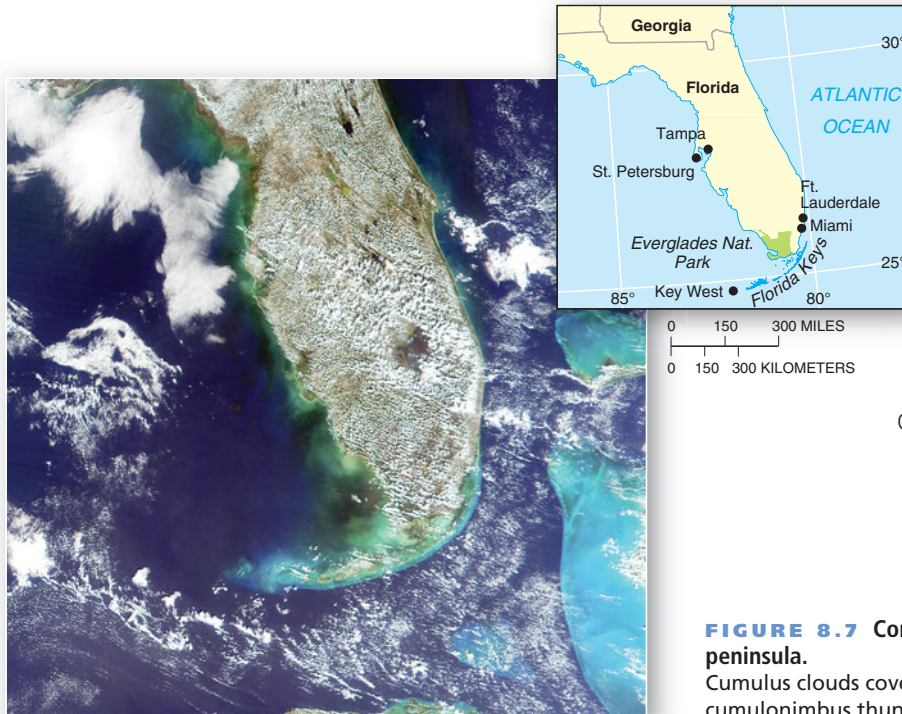 Georgia
30°
Florida
ATLANTIC
OCEAN
Tampa
St. Petersburg
Ft.
Lauderdale
Miami
Everglades Nat.
Park
Florida Keys
25°
Key West
85°
80°
0 150 300 MILES
0 150 300 KILOMETERS
FIGURE 8.7
peninsula.
Cumulus clouds